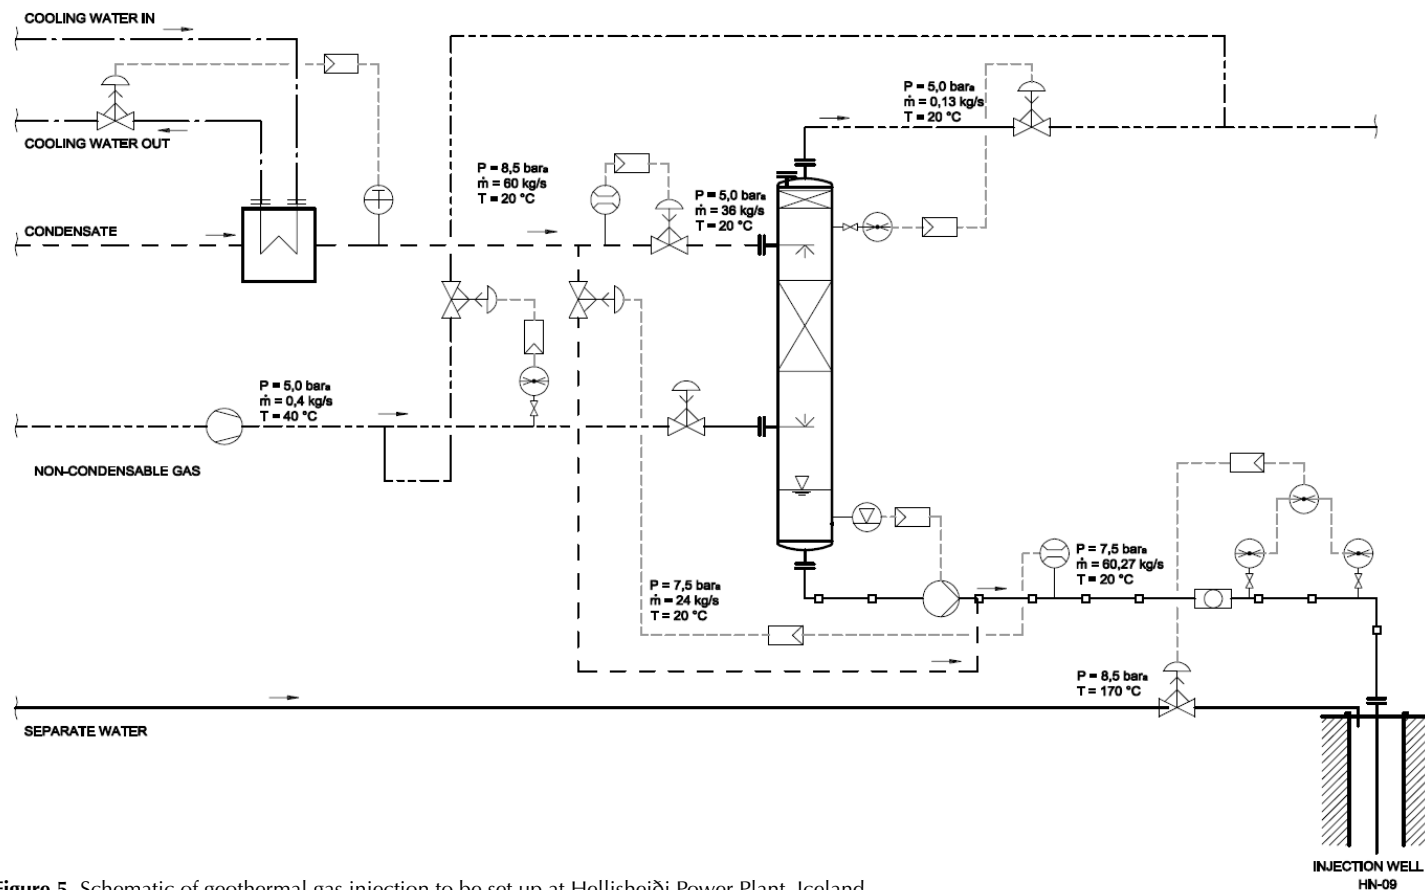 COOLING WATER IN
COOLING WATER OUT
CONDENSATE
P = 8,5 barₐ
ṁ = 60 kg/s
T = 20 °C
P = 5,0 barₐ
ṁ = 36 kg/s
T = 20 °C
P = 5,0 barₐ
ṁ = 0,13 kg/s
T = 20 °C
P = 5,0 barₐ
ṁ = 0,4 kg/s
T = 40 °C
NON-CONDENSABLE GAS
P = 7,5 barₐ
ṁ = 24 kg/s
T = 20 °C
P = 7,5 barₐ
ṁ = 60,27 kg/s
T = 20 °C
P = 8,5 barₐ
T = 170 °C
SEPARATE WATER
INJECTION WELL
HN-09
Figure 5. Schematic of geothermal gas injection to be set up at Hellisheiði Power Plant, Iceland